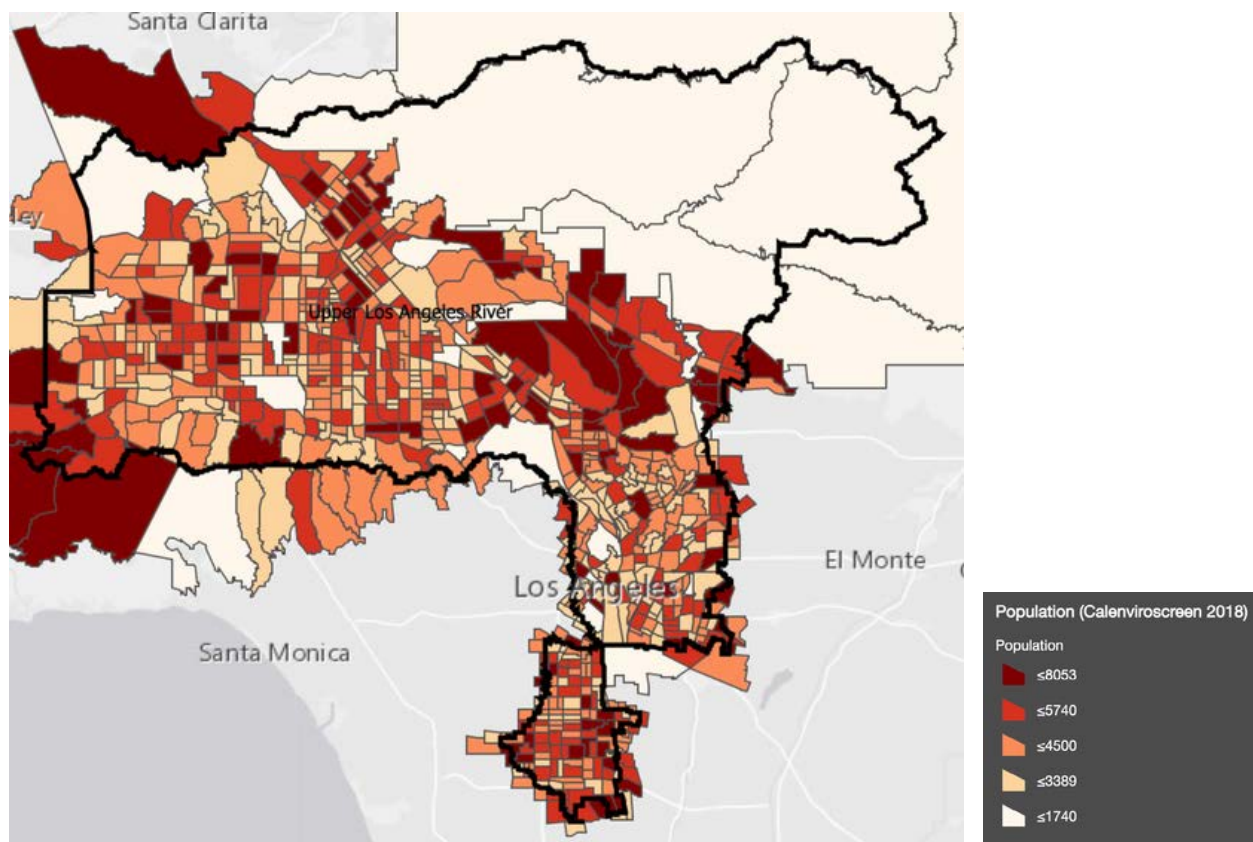 Santa Clarita
ley
Upper Los Angeles River
Los Angeles
El Monte
Santa Monica
Population (Calenviroscreen 2018)
Population
≤8053
≤5740
≤4500
≤3389
≤1740